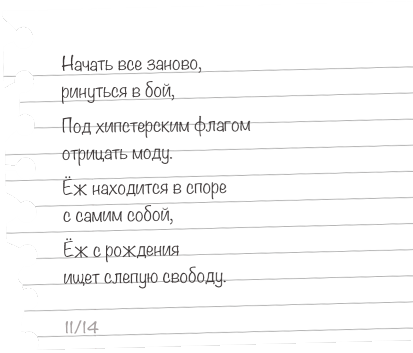 Начать все заново,
ринуться в бой,
Под хипстерским флагом
отрицать моду.
Ёж находится в споре
с самим собой,
Ёж с рождения
ищет слепую свободу.
11/14